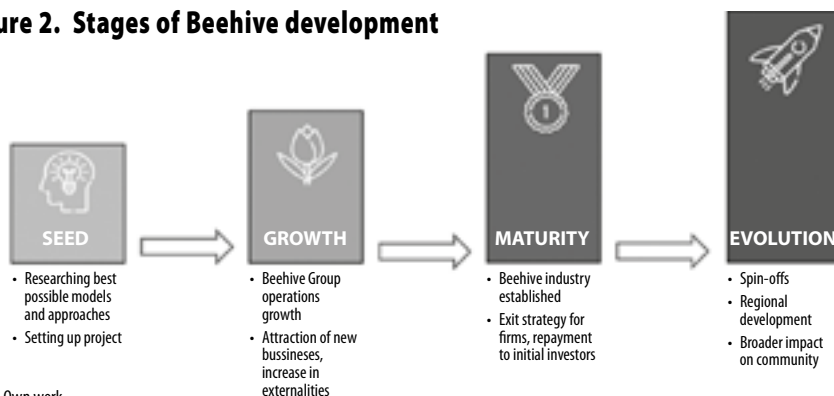 ure 2. Stages of Beehive development
1
SEED
GROWTH
MATURITY
EVOLUTION
• Researching best
possible models
and approaches
• Setting up project
• Beehive Group
operations
growth
• Attraction of new
bussineses,
increase in
externalities
• Beehive industry
established
• Exit strategy for
firms, repayment
to initial investors
• Spin-offs
• Regional
development
• Broader impact
on community
Own work